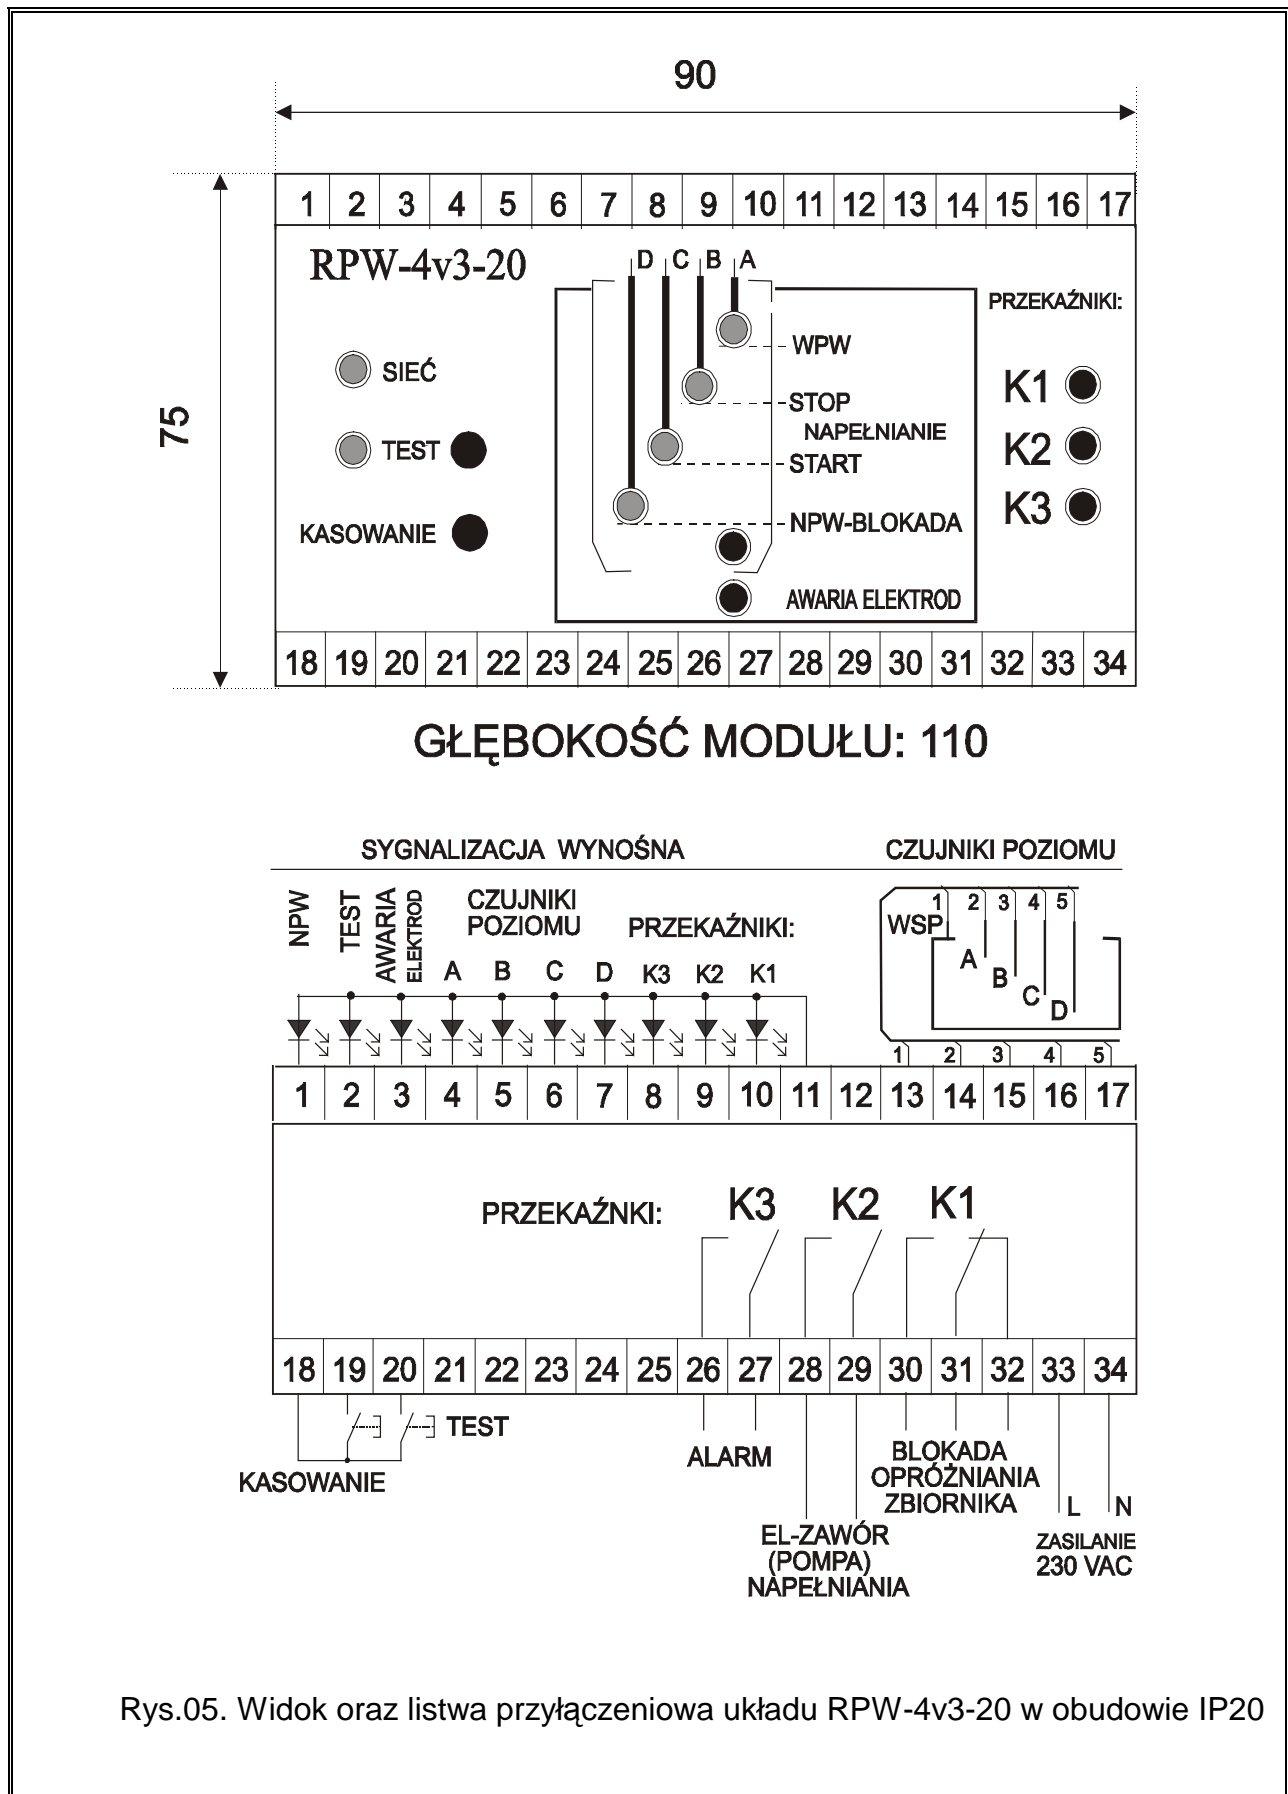 90
75
1 2 3 4 5 6 7 8 9 10 11 12 13 14 15 16 17
RPW-4v3-20
D C B A
PRZEKAŹNIKI:
WPW
SIEĆ
K1
STOP
NAPEŁNIANIE
TEST
K2
START
K3
NPW-BLOKADA
KASOWANIE
AWARIA ELEKTROD
18 19 20 21 22 23 24 25 26 27 28 29 30 31 32 33 34
GŁĘBOKOŚĆ MODUŁU: 110
SYGNALIZACJA WYNOŚNA
CZUJNIKI POZIOMU
NPW
TEST
AWARIA
ELEKTROD
CZUJNIKI
POZIOMU
PRZEKAŹNIKI:
A B C D K3 K2 K1
1 2 3 4 5
WSP
A
B
C
D
1 2 3 4 5
1 2 3 4 5 6 7 8 9 10 11 12 13 14 15 16 17
PRZEKAŹNKI:
K3 K2 K1
18 19 20 21 22 23 24 25 26 27 28 29 30 31 32 33 34
TEST
KASOWANIE
ALARM
BLOKADA
OPRÓŻNIANIA
ZBIORNIKA
L N
EL-ZAWÓR
(POMPA)
NAPEŁNIANIA
ZASILANIE
230 VAC
Rys.05. Widok oraz listwa przyłączeniowa układu RPW-4v3-20 w obudowie IP20